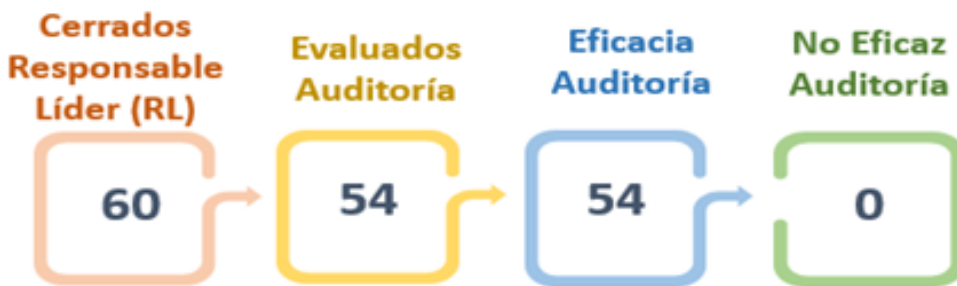 Cerrados
Responsable
Líder (RL)
60
Evaluados
Auditoría
54
Eficacia
Auditoría
54
No Eficaz
Auditoría
0